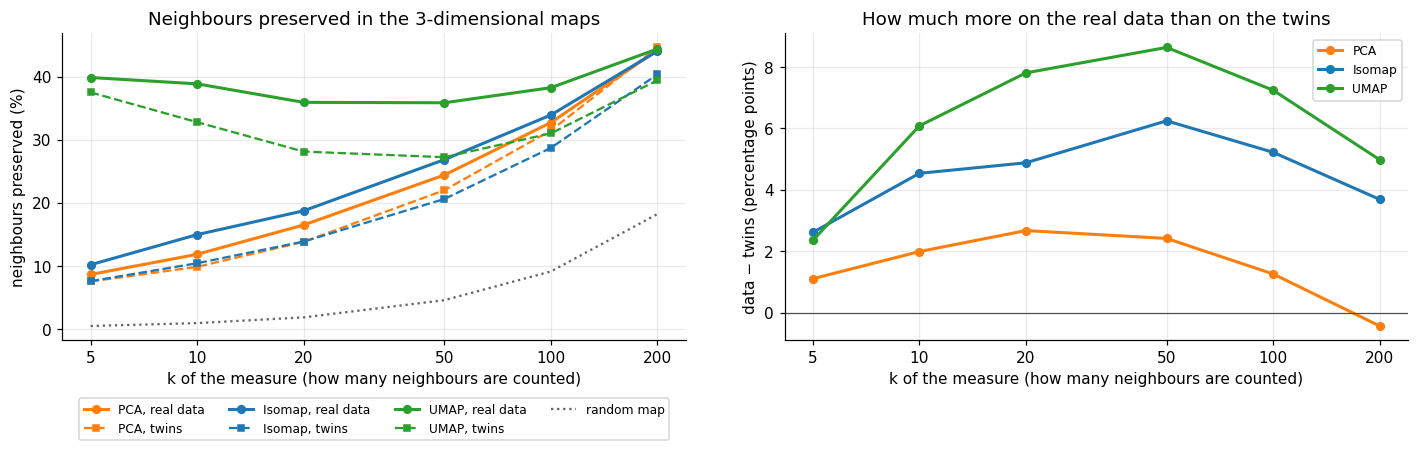 Neighbours preserved in the 3-dimensional maps
neighbours preserved (%)
40
30
20
10
0
5 10 20 50 100 200
k of the measure (how many neighbours are counted)
PCA, real data Isomap, real data UMAP, real data random map
PCA, twins Isomap, twins UMAP, twins
How much more on the real data than on the twins
data − twins (percentage points)
8
6
4
2
0
PCA
Isomap
UMAP
5 10 20 50 100 200
k of the measure (how many neighbours are counted)